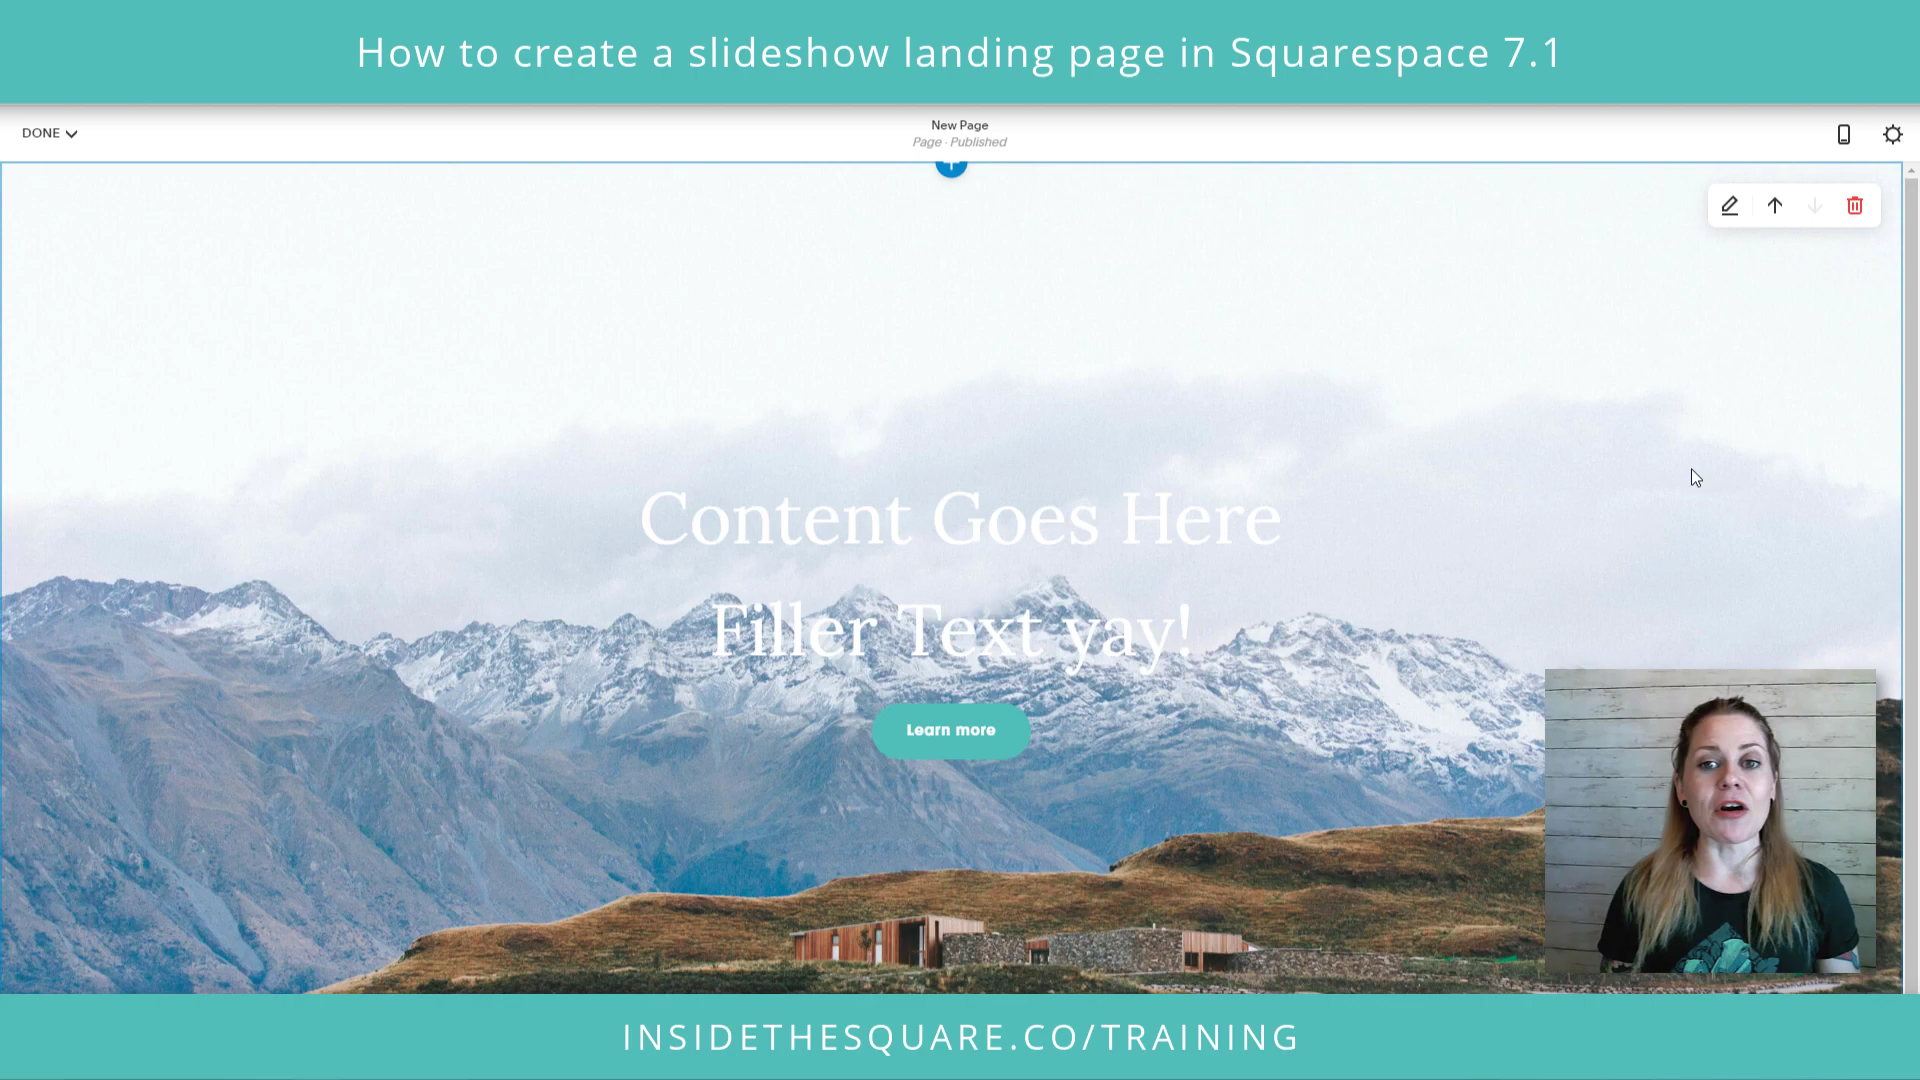 How to create a slideshow landing page in Squarespace 7.1
DONE
New Page
Page · Published
Content Goes Here
Filler Text yay!
Learn more
INSIDETHESQUARE.CO/TRAINING